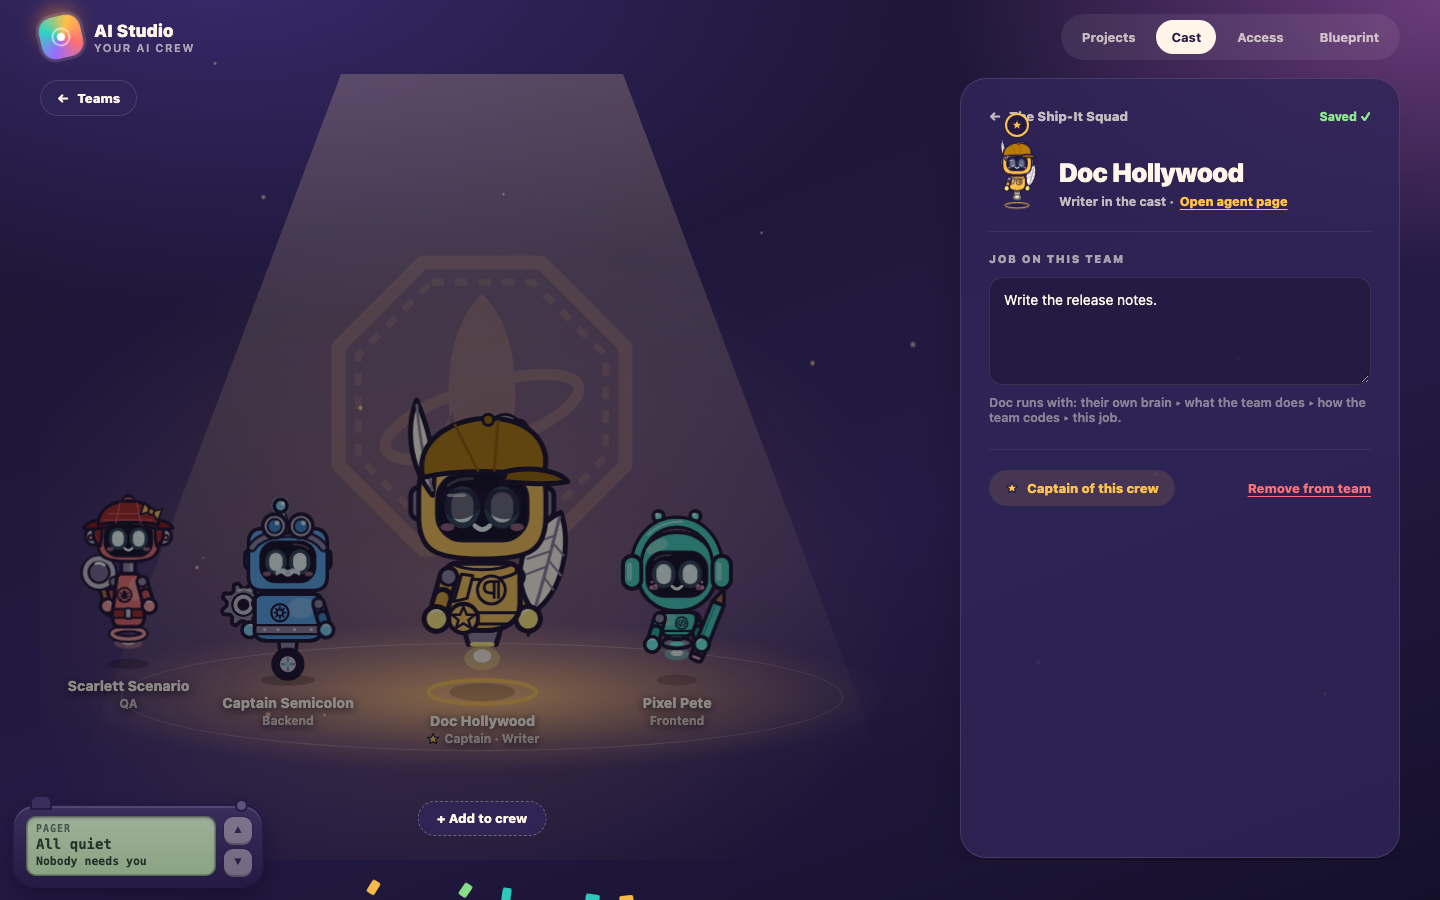 AI Studio
YOUR AI CREW
Projects
Cast
Access
Blueprint
← Teams
← The Ship-It Squad
Saved ✓
Doc Hollywood
Writer in the cast · Open agent page
JOB ON THIS TEAM
Write the release notes.
Doc runs with: their own brain ‣ what the team does ‣ how the
team codes ‣ this job.
★ Captain of this crew
Remove from team
Scarlett Scenario
QA
Captain Semicolon
Backend
Doc Hollywood
★ Captain · Writer
Pixel Pete
Frontend
+ Add to crew
PAGER
All quiet
Nobody needs you
▲
▼